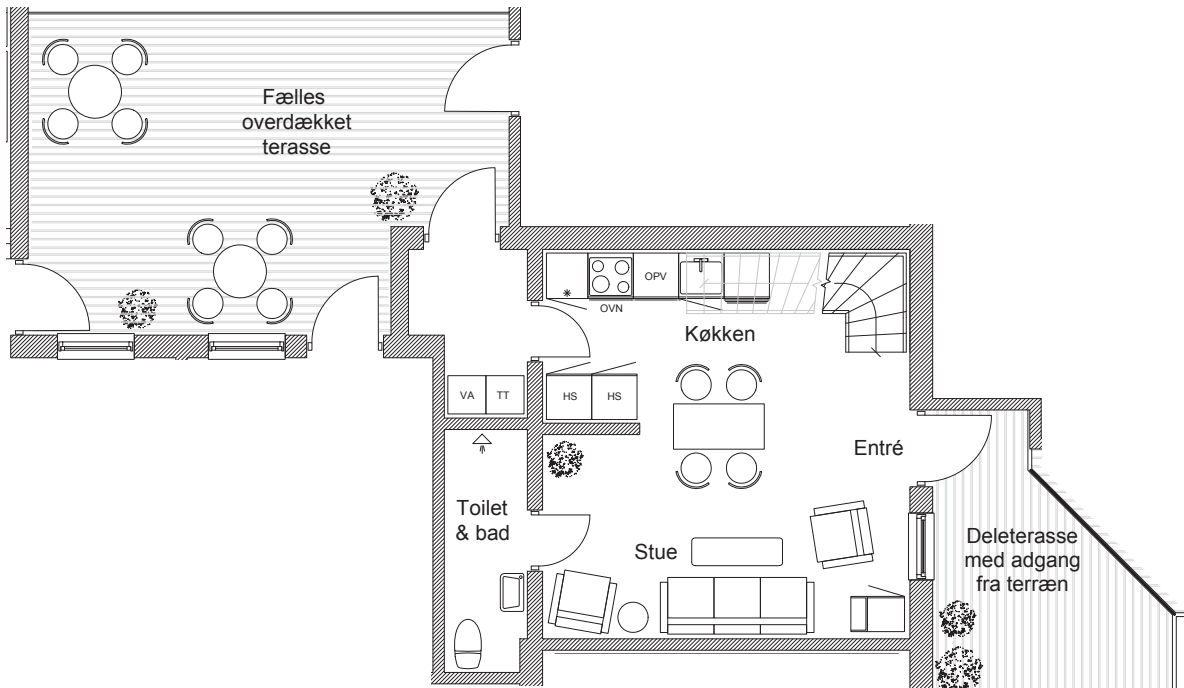 Fælles
overdækket
terasse
OPV
OVN
Køkken
VA
TT
HS
HS
Entré
Toilet
& bad
Stue
Deleterasse
med adgang
fra terræn